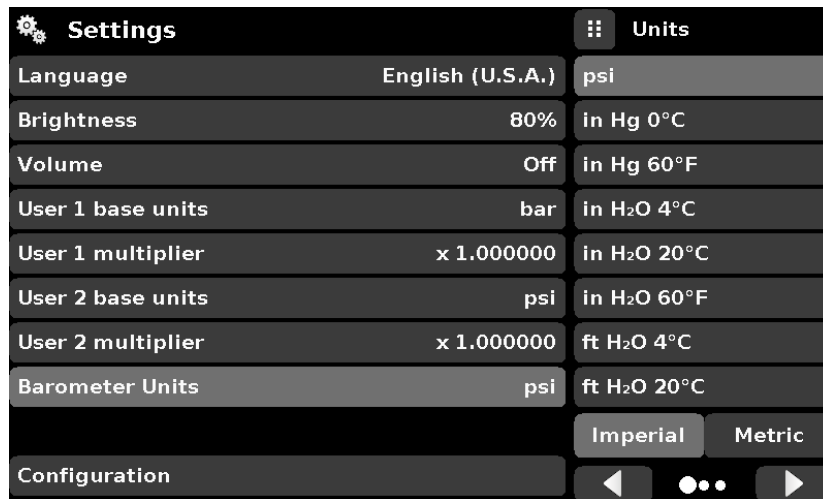 Settings
Language English (U.S.A.)
Brightness 80%
Volume Off
User 1 base units bar
User 1 multiplier x 1.000000
User 2 base units psi
User 2 multiplier x 1.000000
Barometer Units psi
Configuration
Units
psi
in Hg 0°C
in Hg 60°F
in H₂O 4°C
in H₂O 20°C
in H₂O 60°F
ft H₂O 4°C
ft H₂O 20°C
Imperial Metric